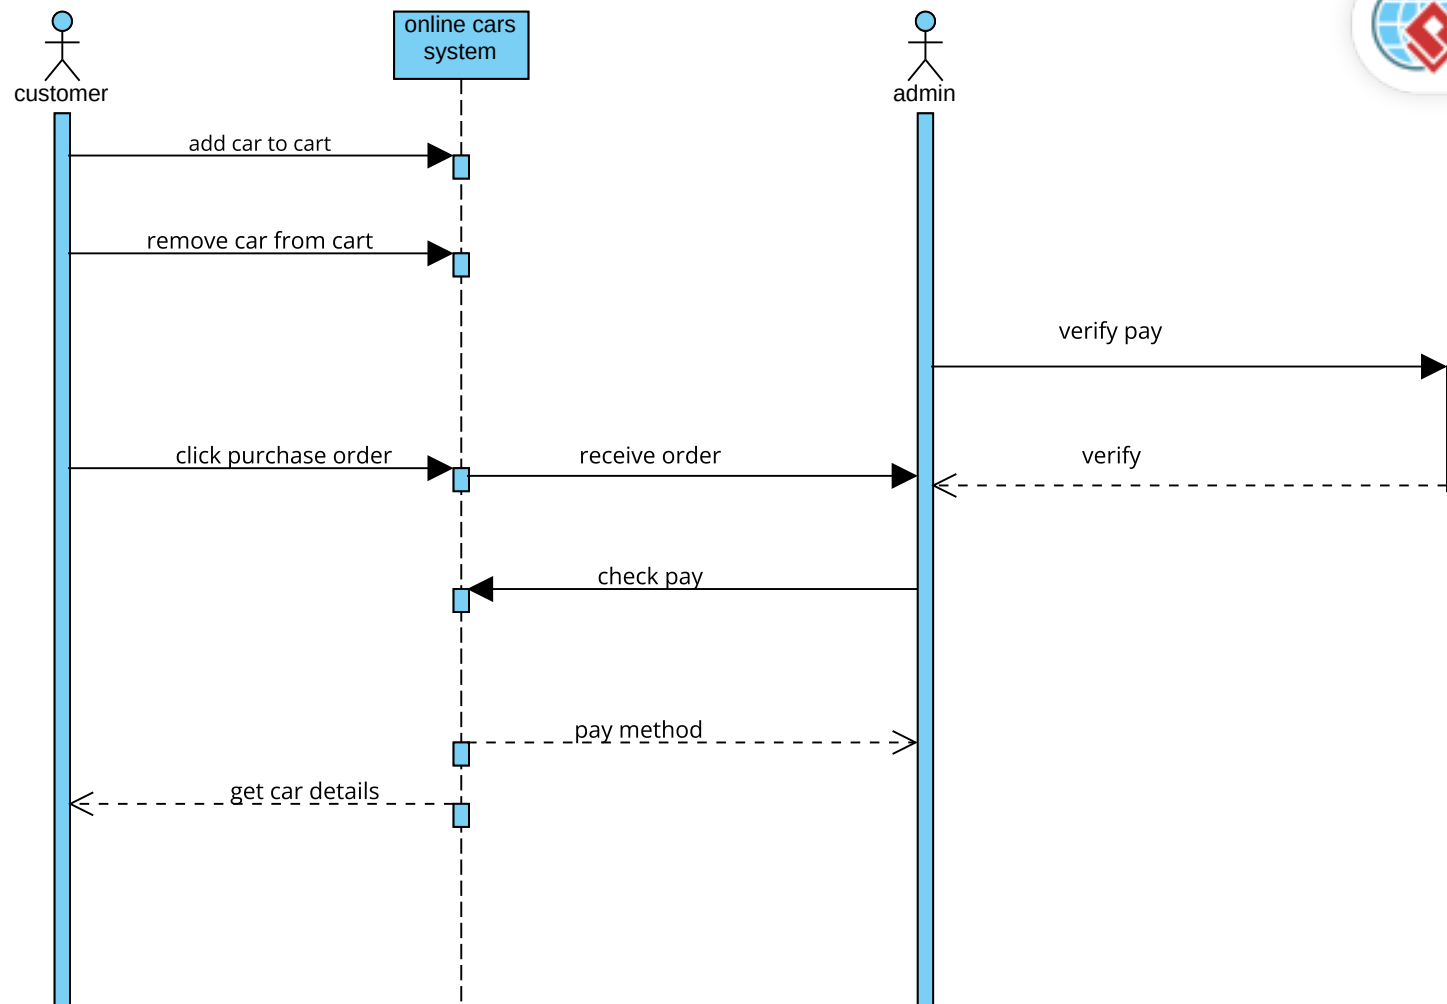 online cars
system
customer
admin
add car to cart
remove car from cart
verify pay
click purchase order
receive order
verify
check pay
pay method
get car details